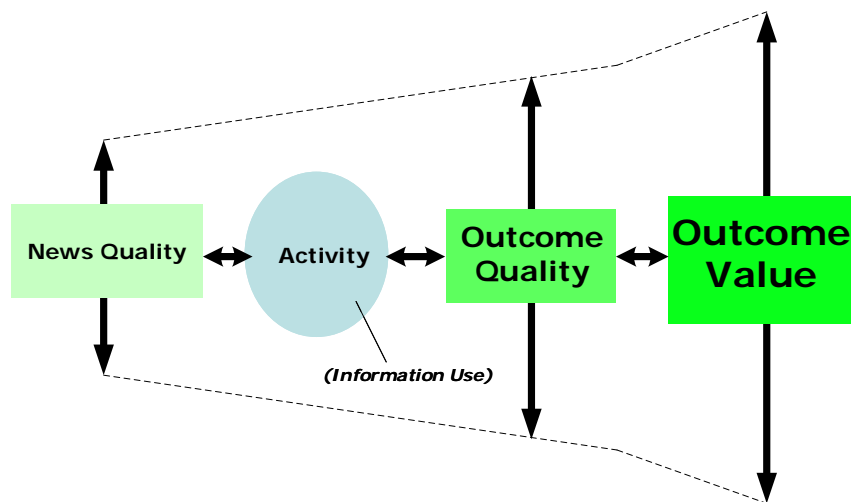 News Quality
Activity
Outcome
Quality
Outcome
Value
(Information Use)